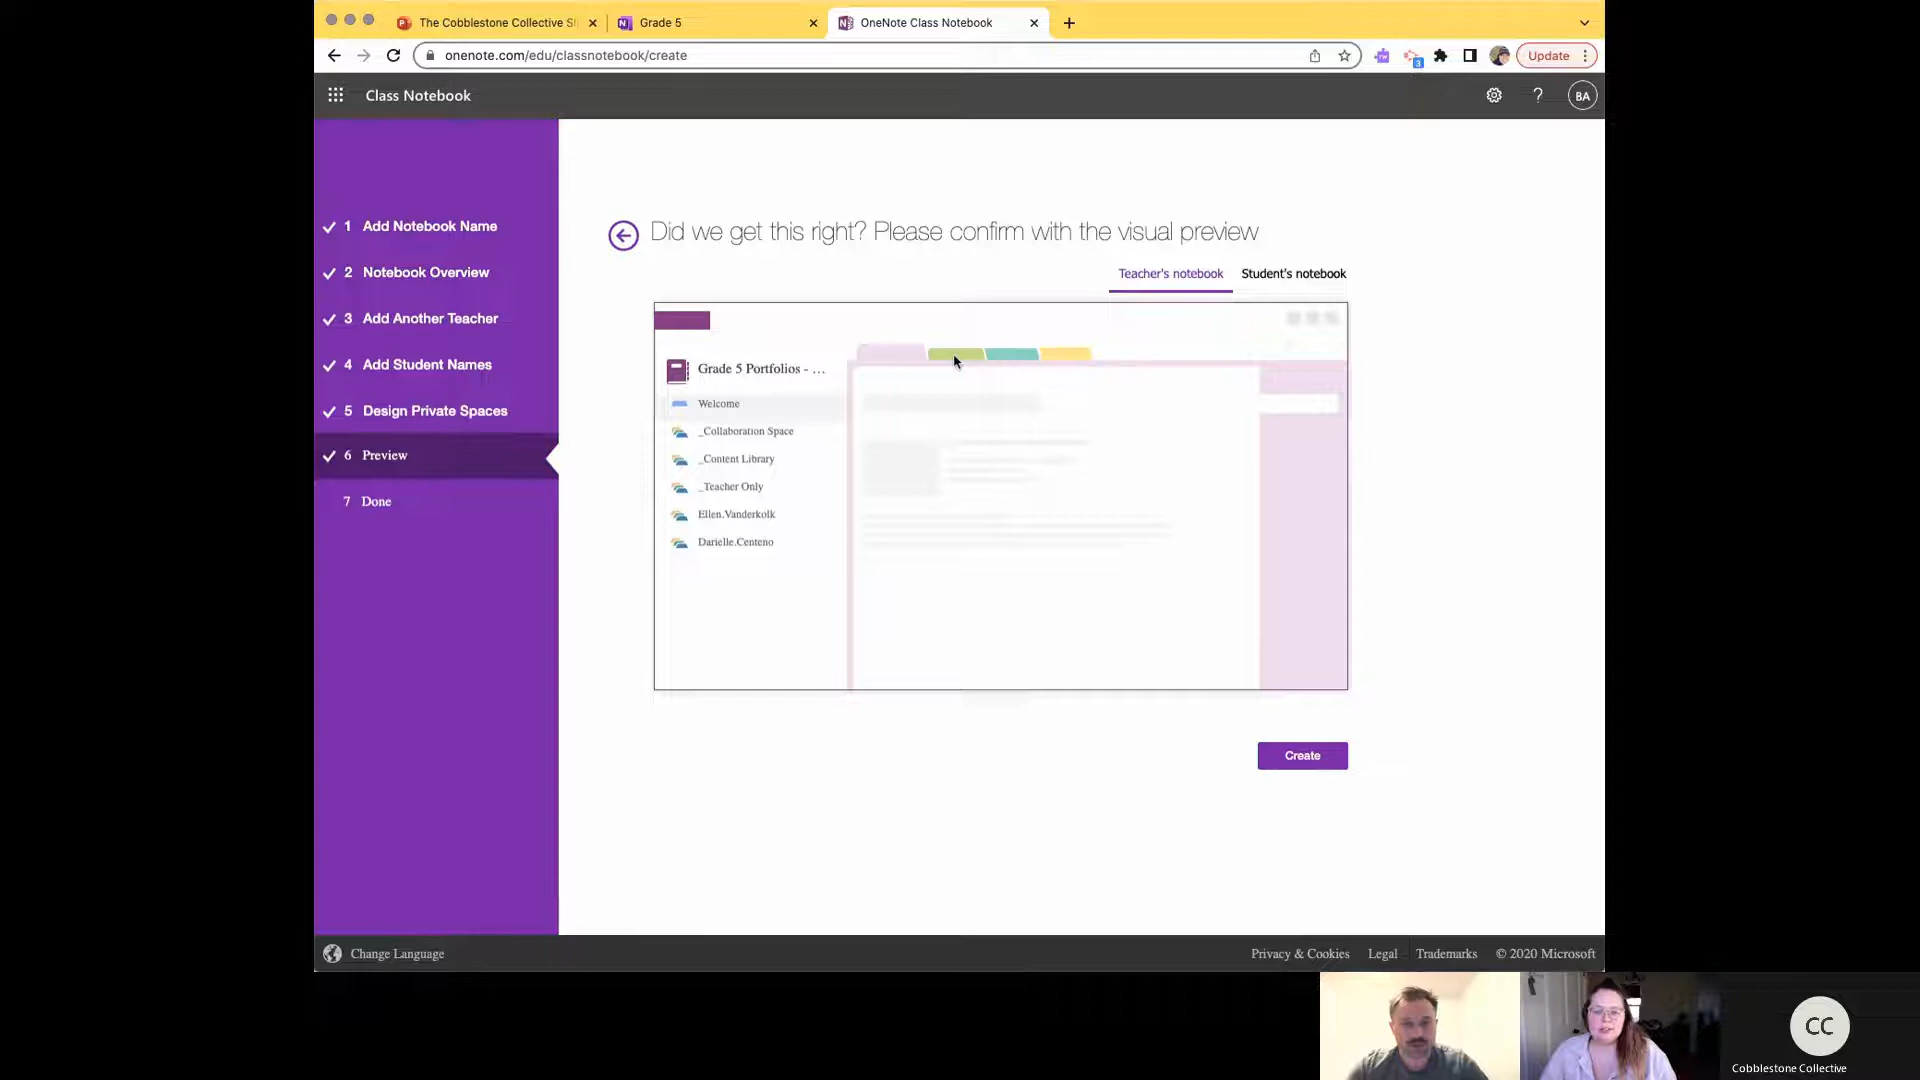 The Cobblestone Collective Sl
Grade 5
OneNote Class Notebook
onenote.com/edu/classnotebook/create
3
Update
Class Notebook
?
BA
1 Add Notebook Name
2 Notebook Overview
3 Add Another Teacher
4 Add Student Names
5 Design Private Spaces
6 Preview
7 Done
Did we get this right? Please confirm with the visual preview
Teacher's notebook
Student's notebook
Grade 5 Portfolios - ...
Welcome
_Collaboration Space
_Content Library
_Teacher Only
Ellen.Vanderkolk
Darielle.Centeno
Create
Change Language
Privacy & Cookies
Legal
Trademarks
© 2020 Microsoft
CC
Cobblestone Collective